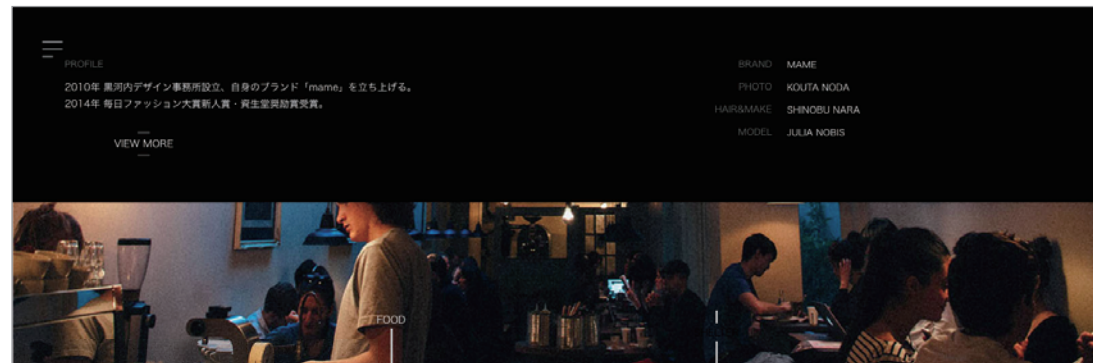 PROFILE
2010年 黒河内デザイン事務所設立、自身のブランド「mame」を立ち上げる。
2014年 毎日ファッション大賞新人賞・資生堂奨励賞受賞。
VIEW MORE
BRAND MAME
PHOTO KOUTA NODA
HAIR&MAKE SHINOBU NARA
MODEL JULIA NOBIS
FOOD